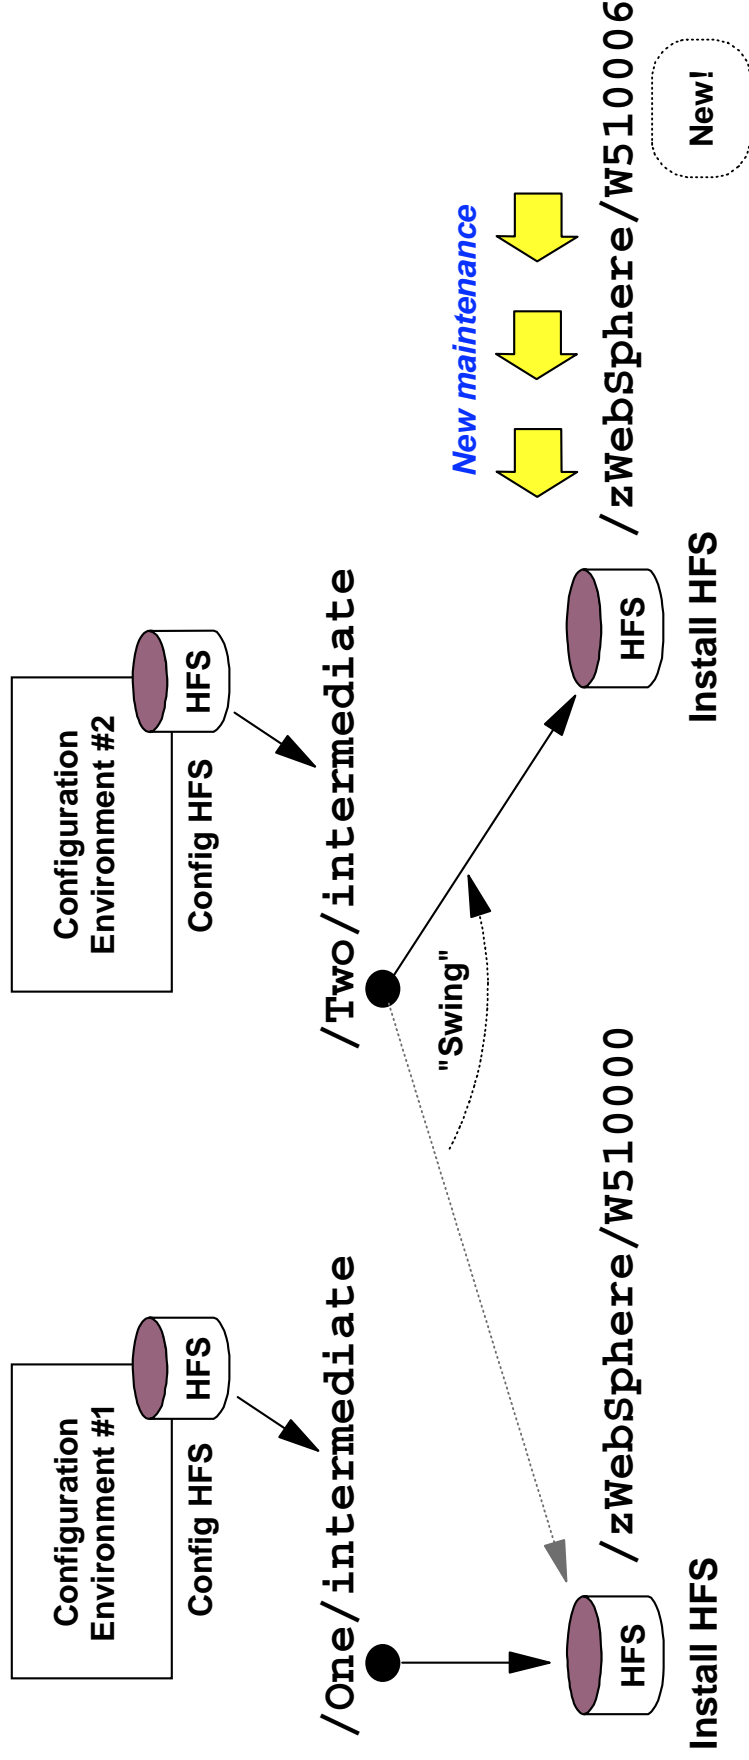 Configuration
Environment #1
HFS
Config HFS
/One/intermediate
HFS
/zWebSphere/W510000
Install HFS
Configuration
Environment #2
HFS
Config HFS
/Two/intermediate
"Swing"
New maintenance
HFS
/zWebSphere/W510006
Install HFS
New!